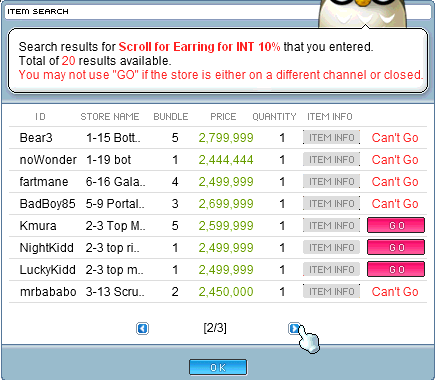 ITEM SEARCH
Search results for Scroll for Earring for INT 10% that you entered.
Total of 20 results available.
You may not use "GO" if the store is either on a different channel or closed.
ID STORE NAME BUNDLE PRICE QUANTITY ITEM INFO
Bear3 1-15 Bott.. 5 2,799,999 1 ITEM INFO Can't Go
noWonder 1-19 bot 1 2,444,444 1 ITEM INFO Can't Go
fartmane 6-16 Gala.. 4 2,499,999 1 ITEM INFO Can't Go
BadBoy85 5-9 Portal.. 3 2,699,999 1 ITEM INFO Can't Go
Kmura 2-3 Top M.. 5 2,599,999 1 ITEM INFO GO
NightKidd 2-3 top ri.. 1 2,499,999 1 ITEM INFO GO
LuckyKidd 2-3 top m.. 1 2,499,999 1 ITEM INFO GO
mrbababo 3-13 Scru.. 2 2,450,000 1 ITEM INFO Can't Go
[2/3]
OK